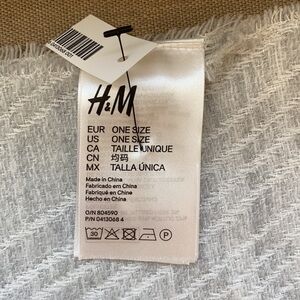 H&M
EUR ONE SIZE
US ONE SIZE
CA TAILLE UNIQUE
CN 均码
MX TALLA ÚNICA
Made in China
Fabricado em China
Fabriqué en Chine
Hecho en China
O/N 804590
P/N 0413068 4
30
P